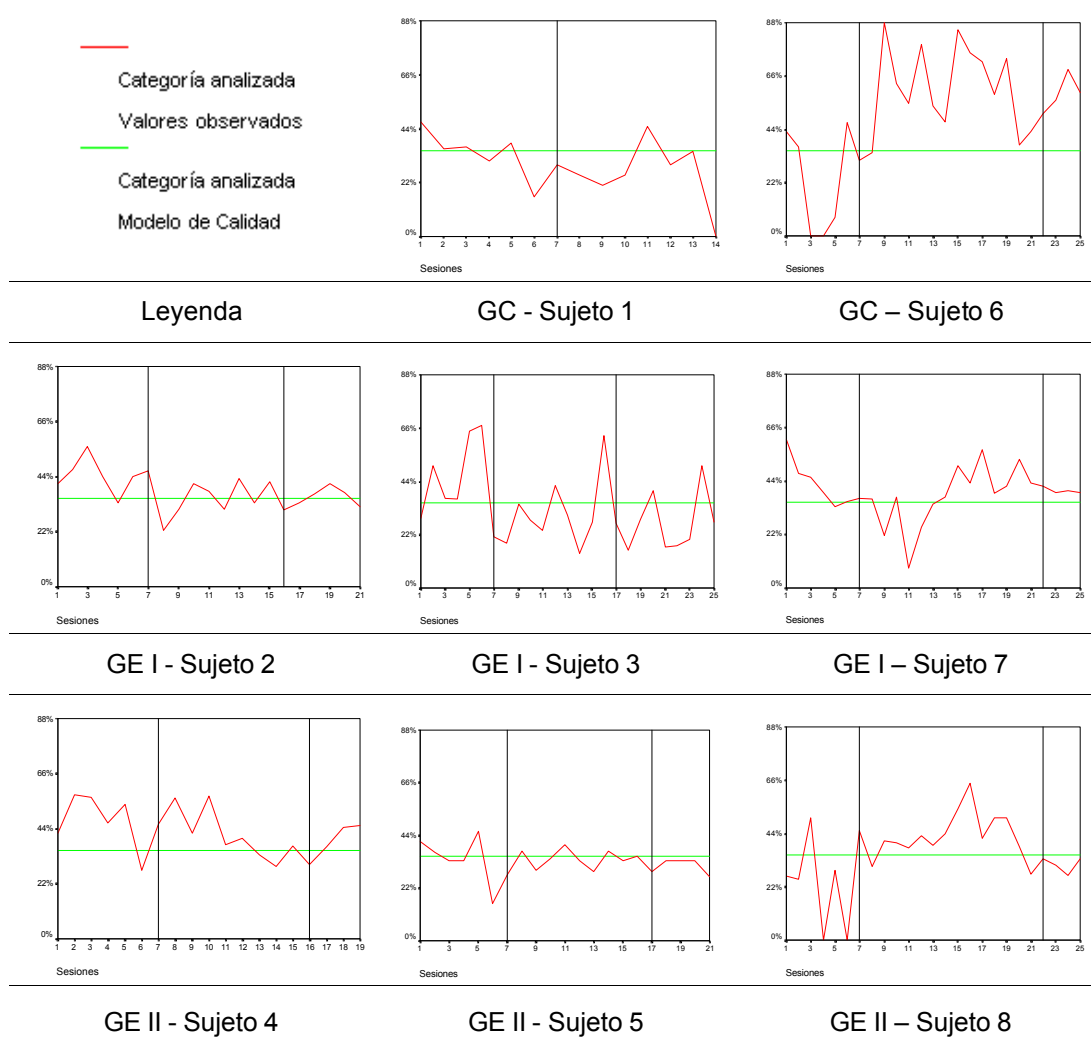 Categoría analizada
Valores observados
Categoría analizada
Modelo de Calidad
88%
66%
44%
22%
0%
1 2 3 4 5 6 7 8 9 10 11 12 13 14
Sesiones
88%
66%
44%
22%
0%
1 3 5 7 9 11 13 15 17 19 21 23 25
Sesiones
Leyenda
GC - Sujeto 1
GC – Sujeto 6
88%
66%
44%
22%
0%
1 3 5 7 9 11 13 15 17 19 21
Sesiones
88%
66%
44%
22%
0%
1 3 5 7 9 11 13 15 17 19 21 23 25
Sesiones
88%
66%
44%
22%
0%
1 3 5 7 9 11 13 15 17 19 21 23 25
Sesiones
GE I - Sujeto 2
GE I - Sujeto 3
GE I – Sujeto 7
88%
66%
44%
22%
0%
1 2 3 4 5 6 7 8 9 10 11 12 13 14 15 16 17 18 19
Sesiones
88%
66%
44%
22%
0%
1 3 5 7 9 11 13 15 17 19 21
Sesiones
88%
66%
44%
22%
0%
1 3 5 7 9 11 13 15 17 19 21 23 25
Sesiones
GE II - Sujeto 4
GE II - Sujeto 5
GE II – Sujeto 8